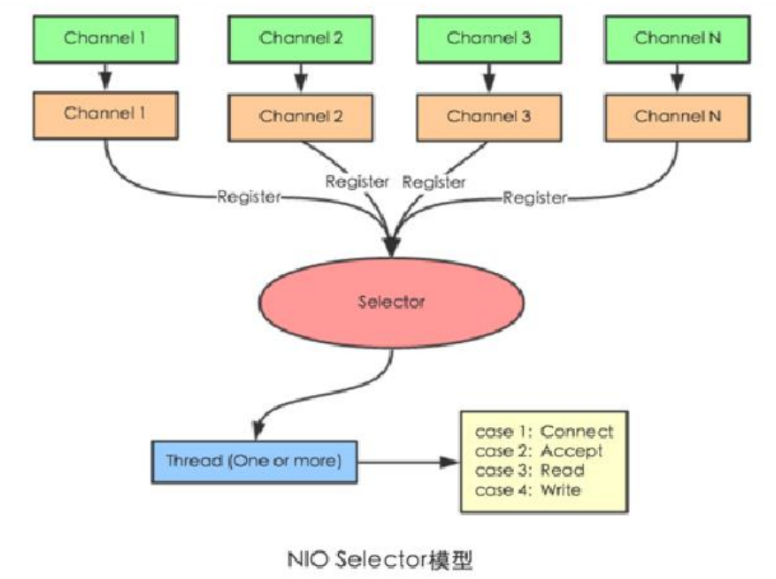 Channel 1
Channel 2
Channel 3
Channel N
Channel 1
Channel 2
Channel 3
Channel N
Register
Register
Register
Register
Selector
Thread (One or more)
case 1: Connect
case 2: Accept
case 3: Read
case 4: Write
NIO Selector模型